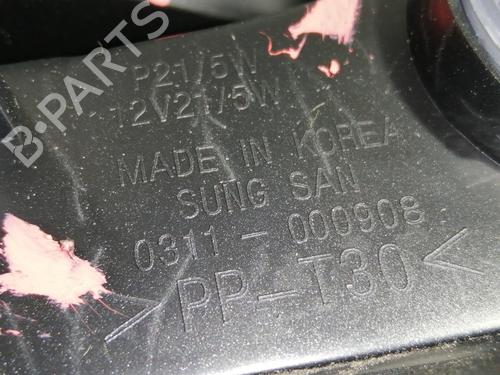 P21/5W
12V21/5W
MADE IN KOREA
SUNG SAN
0311-000908
>PP-T30<
B-PARTS